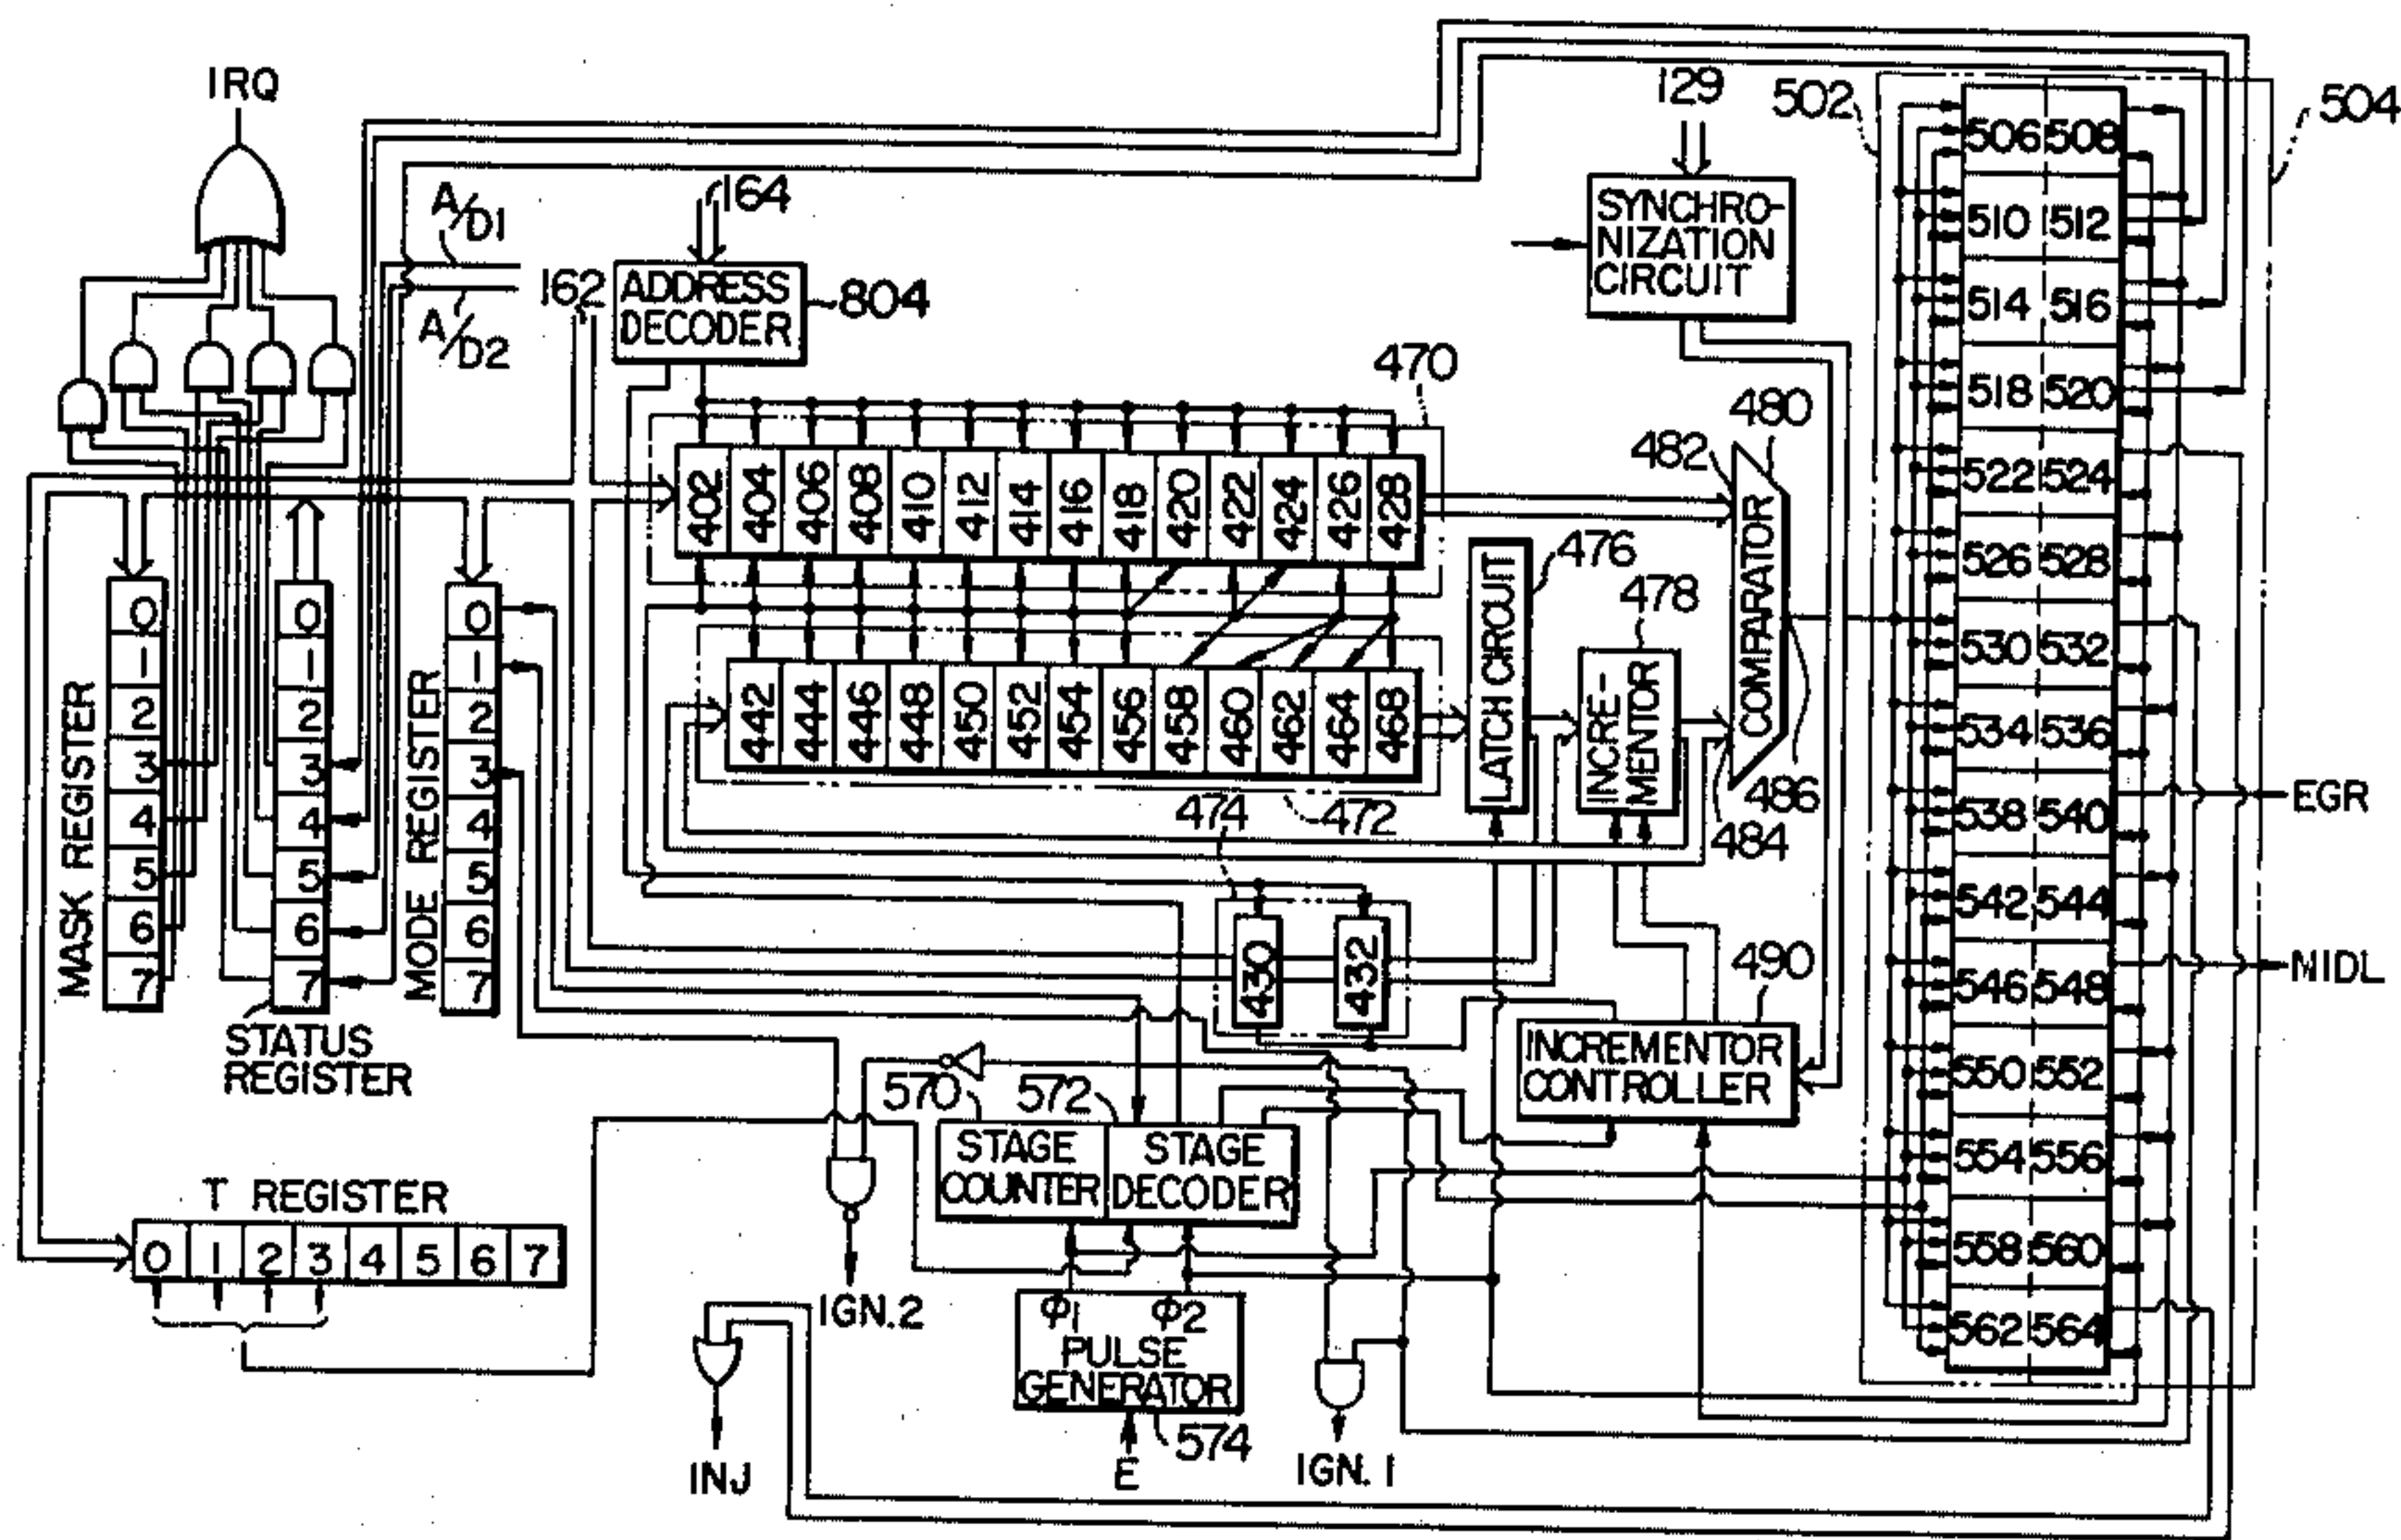 IRQ
129
502
504
A/D1
A/D2
164
162
ADDRESS
DECODER
804
SYNCHRO-
NIZATION
CIRCUIT
470
480
482
402 404 406 408 410 412 414 416 418 420 422 424 426 428
476
478
LATCH CIRCUIT
INCRE-
MENTOR
COMPARATOR
442 444 446 448 450 452 454 456 458 460 462 464 468
474
472
484
486
MASK REGISTER
0
1
2
3
4
5
6
7
STATUS
REGISTER
0
1
2
3
4
5
6
7
MODE REGISTER
0
1
2
3
4
5
6
7
430
432
490
INCREMENTOR
CONTROLLER
570
572
STAGE
COUNTER
STAGE
DECODER
T REGISTER
0 1 2 3 4 5 6 7
IGN.2
ϕ1 ϕ2
PULSE
GENERATOR
574
E
INJ
IGN.1
506 508
510 512
514 516
518 520
522 524
526 528
530 532
534 536
538 540
542 544
546 548
550 552
554 556
558 560
562 564
EGR
NIDL